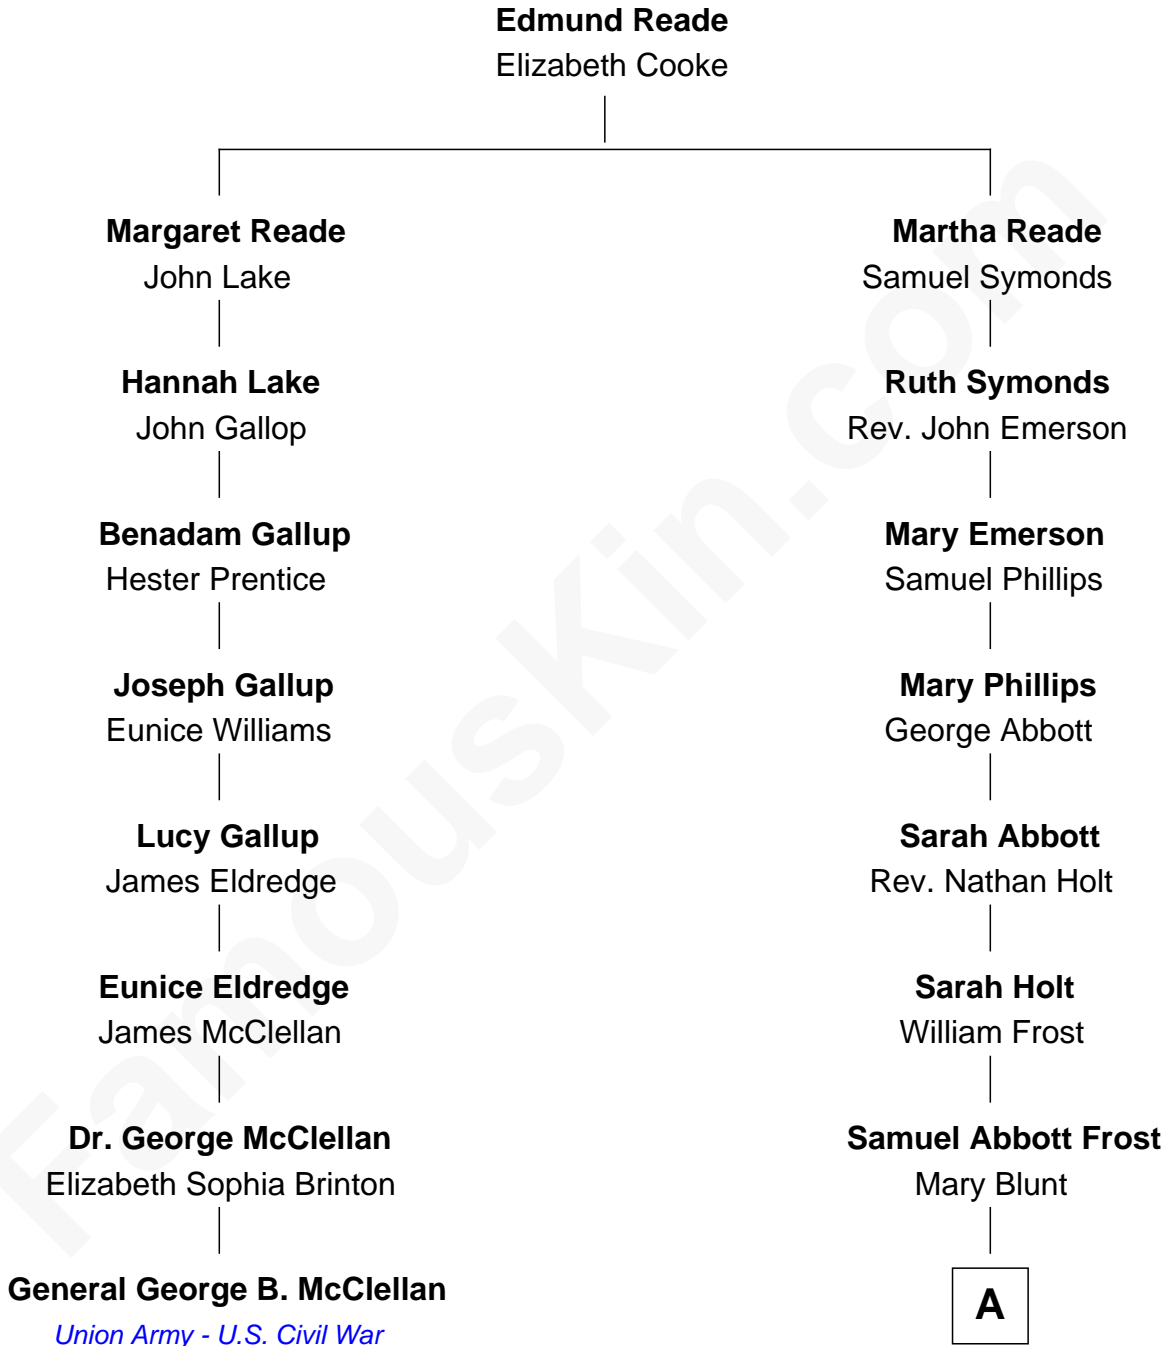 Edmund Reade
Elizabeth Cooke
Margaret Reade
John Lake
Hannah Lake
John Gallop
Benadam Gallup
Hester Prentice
Joseph Gallup
Eunice Williams
Lucy Gallup
James Eldredge
Eunice Eldredge
James McClellan
Dr. George McClellan
Elizabeth Sophia Brinton
General George B. McClellan
Union Army - U.S. Civil War
Martha Reade
Samuel Symonds
Ruth Symonds
Rev. John Emerson
Mary Emerson
Samuel Phillips
Mary Phillips
George Abbott
Sarah Abbott
Rev. Nathan Holt
Sarah Holt
William Frost
Samuel Abbott Frost
Mary Blunt
A
FamousKin.com